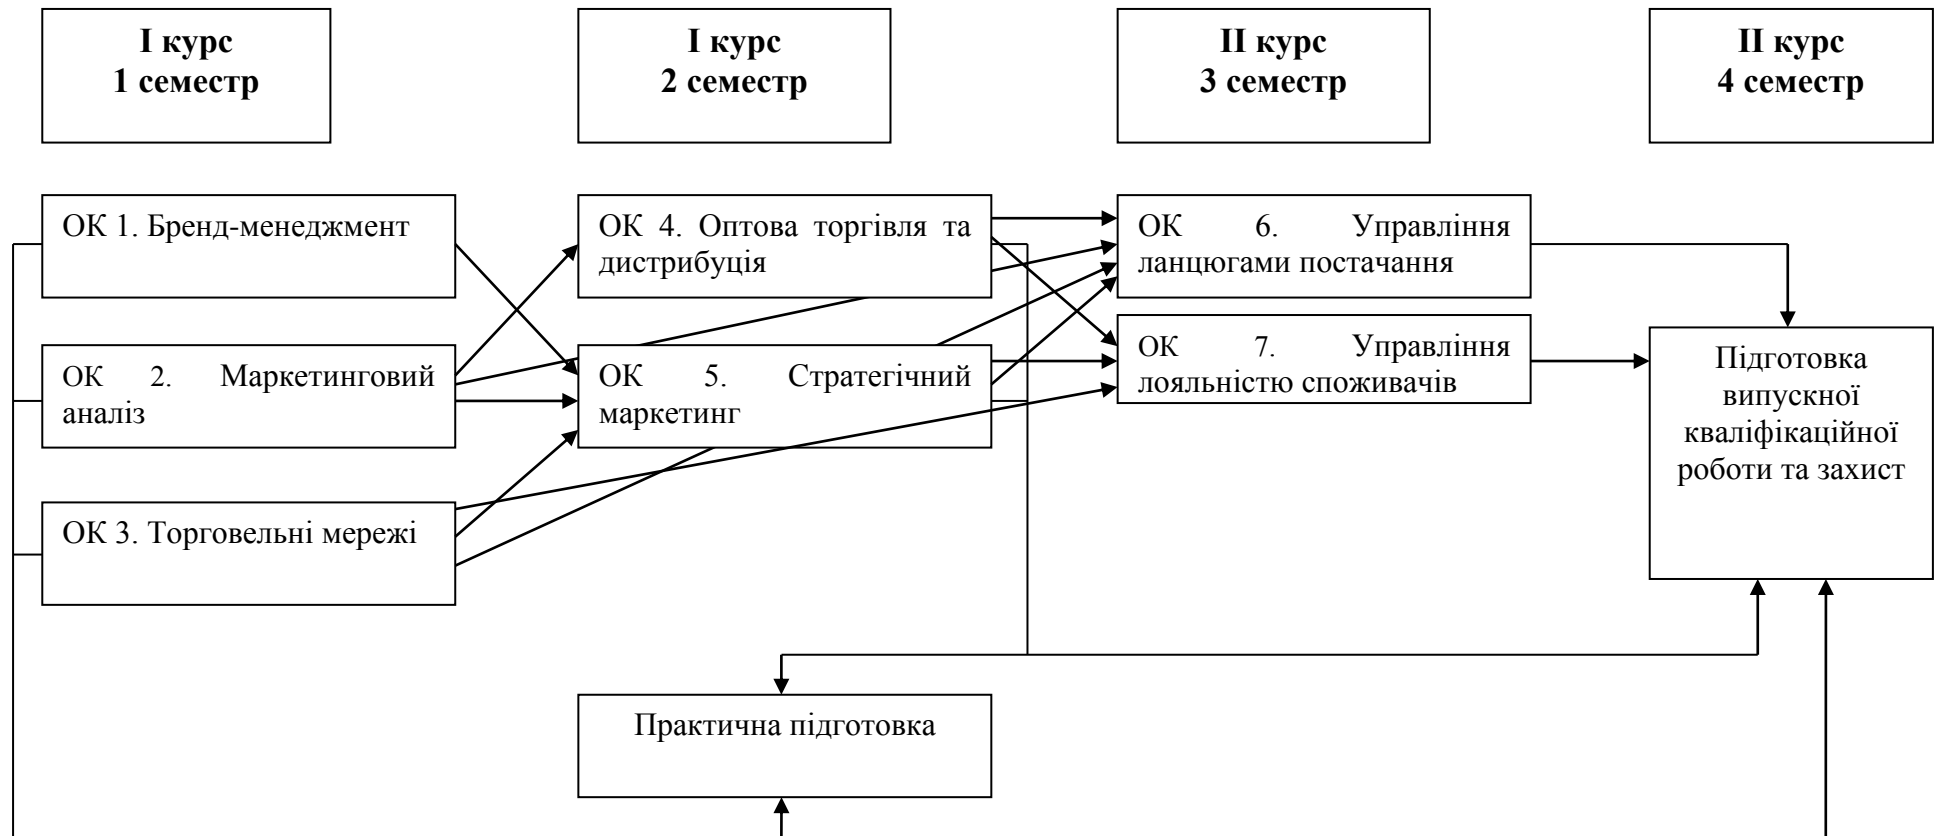 І курс
1 семестр
І курс
2 семестр
ІІ курс
3 семестр
ІІ курс
4 семестр
ОК 1. Бренд-менеджмент
ОК 4. Оптова торгівля та
дистрибуція
ОК 6. Управління
ланцюгами постачання
ОК 2. Маркетинговий
аналіз
ОК 5. Стратегічний
маркетинг
ОК 7. Управління
лояльністю споживачів
Підготовка
випускної
кваліфікаційної
роботи та захист
ОК 3. Торговельні мережі
Практична підготовка